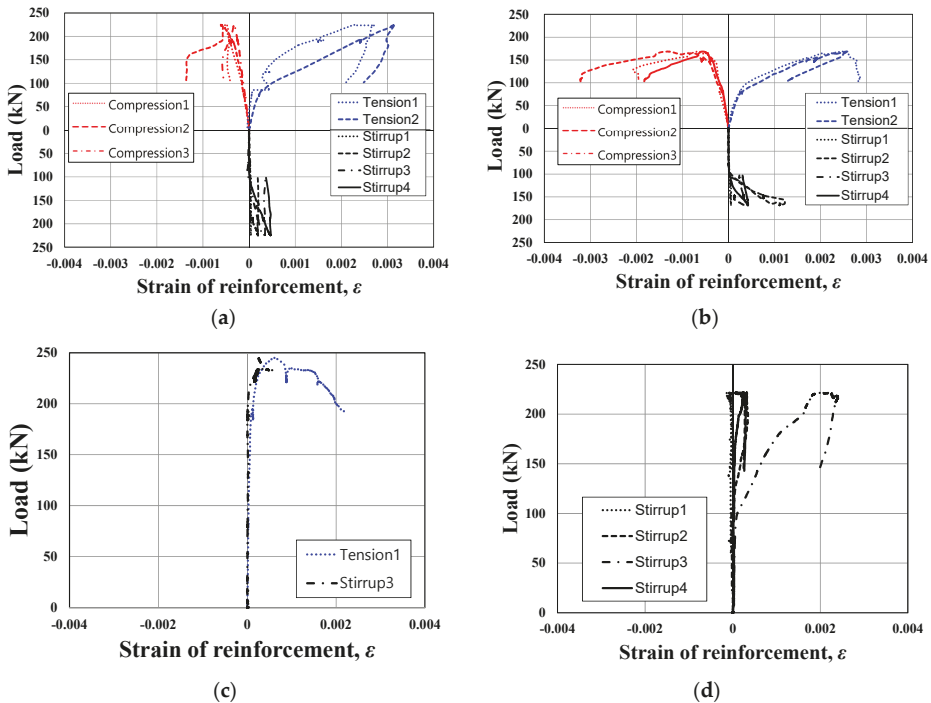 250
200
150
100
50
0
50
100
150
200
250
Load (kN)
Compression1
Compression2
Compression3
Tension1
Tension2
Stirrup1
Stirrup2
Stirrup3
Stirrup4
-0.004 -0.003 -0.002 -0.001 0 0.001 0.002 0.003 0.004
Strain of reinforcement, ε
(a)
250
200
150
100
50
0
50
100
150
200
250
Load (kN)
Compression1
Compression2
Compression3
Tension1
Tension2
Stirrup1
Stirrup2
Stirrup3
Stirrup4
-0.004 -0.003 -0.002 -0.001 0 0.001 0.002 0.003 0.004
Strain of reinforcement, ε
(b)
250
200
150
100
50
0
Load (kN)
Tension1
Stirrup3
-0.004 -0.002 0 0.002 0.004
Strain of reinforcement, ε
(c)
250
200
150
100
50
0
Load (kN)
Stirrup1
Stirrup2
Stirrup3
Stirrup4
-0.004 -0.002 0 0.002 0.004
Strain of reinforcement, ε
(d)